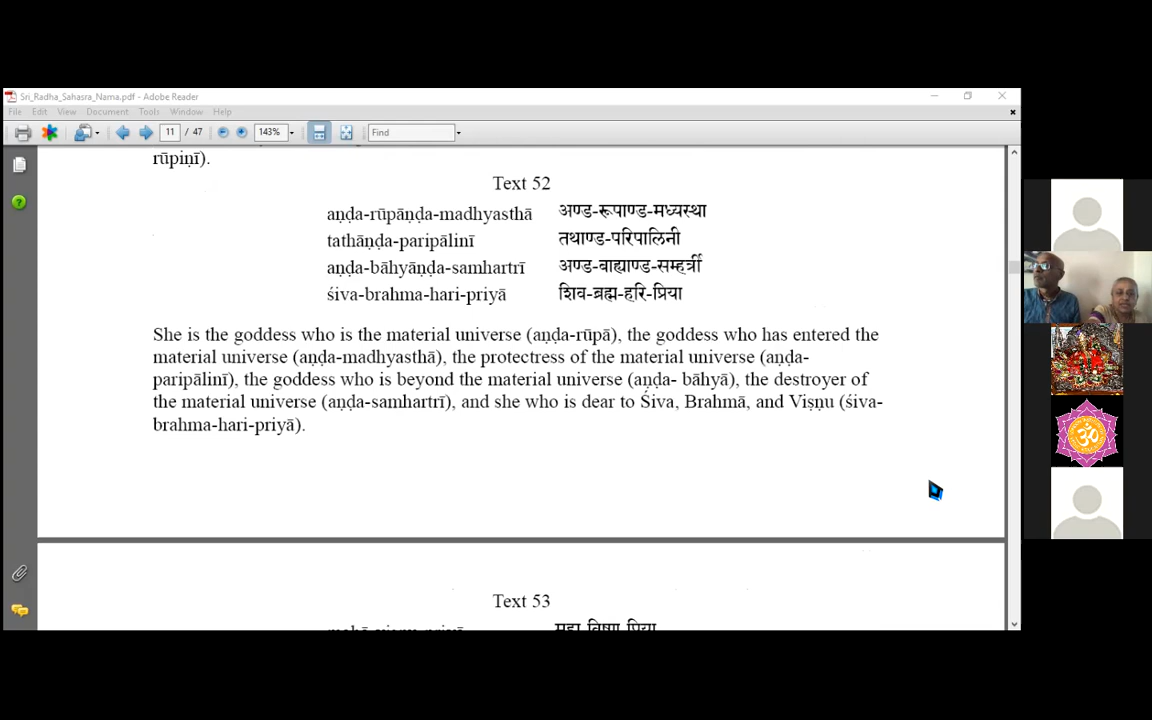 Sri_Radha_Sahasra_Nama.pdf - Adobe Reader
File Edit View Document Tools Window Help
11 / 47 143% Find
rūpiṇī).
Text 52
aṇḍa-rūpāṇḍa-madhyasthā अण्ड-रूपाण्ड-मध्यस्था
tathāṇḍa-paripālinī तथाण्ड-परिपालिनी
aṇḍa-bāhyāṇḍa-samhartrī अण्ड-बाह्याण्ड-सम्हर्त्री
śiva-brahma-hari-priyā शिव-ब्रह्म-हरि-प्रिया
She is the goddess who is the material universe (aṇḍa-rūpā), the goddess who has entered the
material universe (aṇḍa-madhyasthā), the protectress of the material universe (aṇḍa-
paripālinī), the goddess who is beyond the material universe (aṇḍa- bāhyā), the destroyer of
the material universe (aṇḍa-samhartrī), and she who is dear to Śiva, Brahmā, and Viṣṇu (śiva-
brahma-hari-priyā).
Text 53
महा विष्णु प्रिया
ॐ